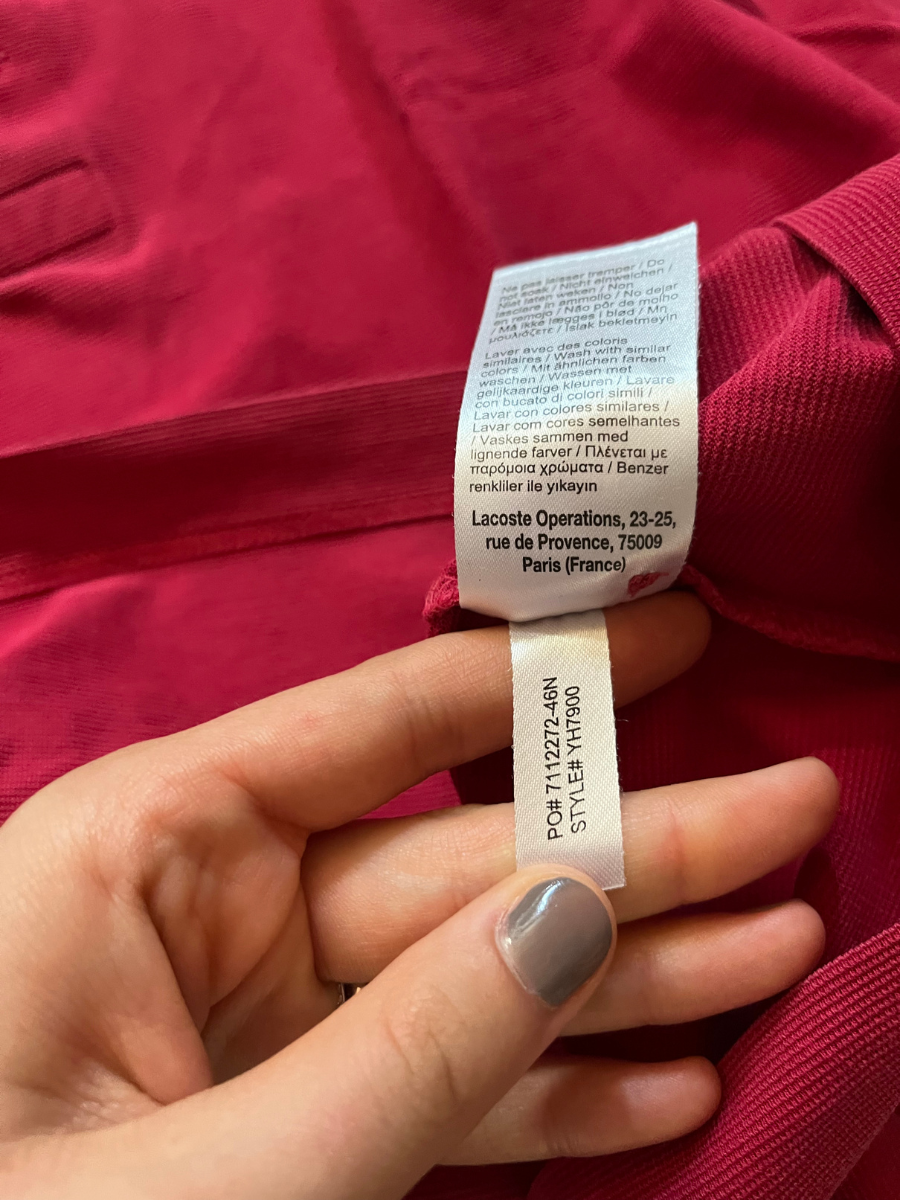 Ne pas laisser tremper / Do
not soak / Nicht einweichen /
Niet laten weken / Non
lasciare in ammollo / No dejar
en remojo / Não pôr de molho
/ Må ikke lægges i blød / Μην
μουλιάζετε / Islak bekletmeyin
Laver avec des coloris
similaires / Wash with similar
colors / Mit ähnlichen farben
waschen / Wassen met
gelijkaardige kleuren / Lavare
con bucato di colori simili /
Lavar con colores similares /
Lavar com cores semelhantes
/ Vaskes sammen med
lignende farver / Πλένεται με
παρόμοια χρώματα / Benzer
renkliler ile yıkayın
Lacoste Operations, 23-25,
rue de Provence, 75009
Paris (France)
PO# 7112272-46N
STYLE# YH7900